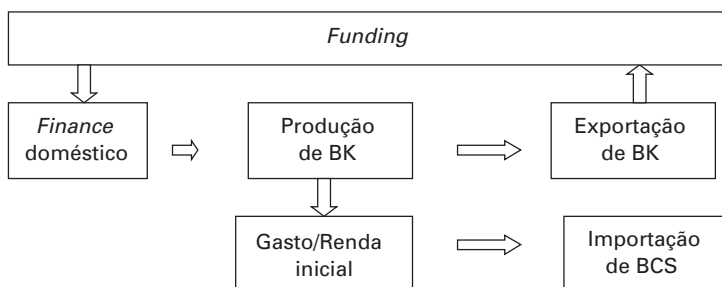 Funding
Finance
doméstico
Produção
de BK
Exportação
de BK
Gasto/Renda
inicial
Importação
de BCS